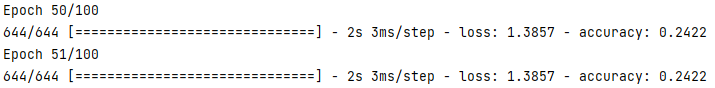 Epoch 50/100
644/644 [==============================] - 2s 3ms/step - loss: 1.3857 - accuracy: 0.2422
Epoch 51/100
644/644 [==============================] - 2s 3ms/step - loss: 1.3857 - accuracy: 0.2422